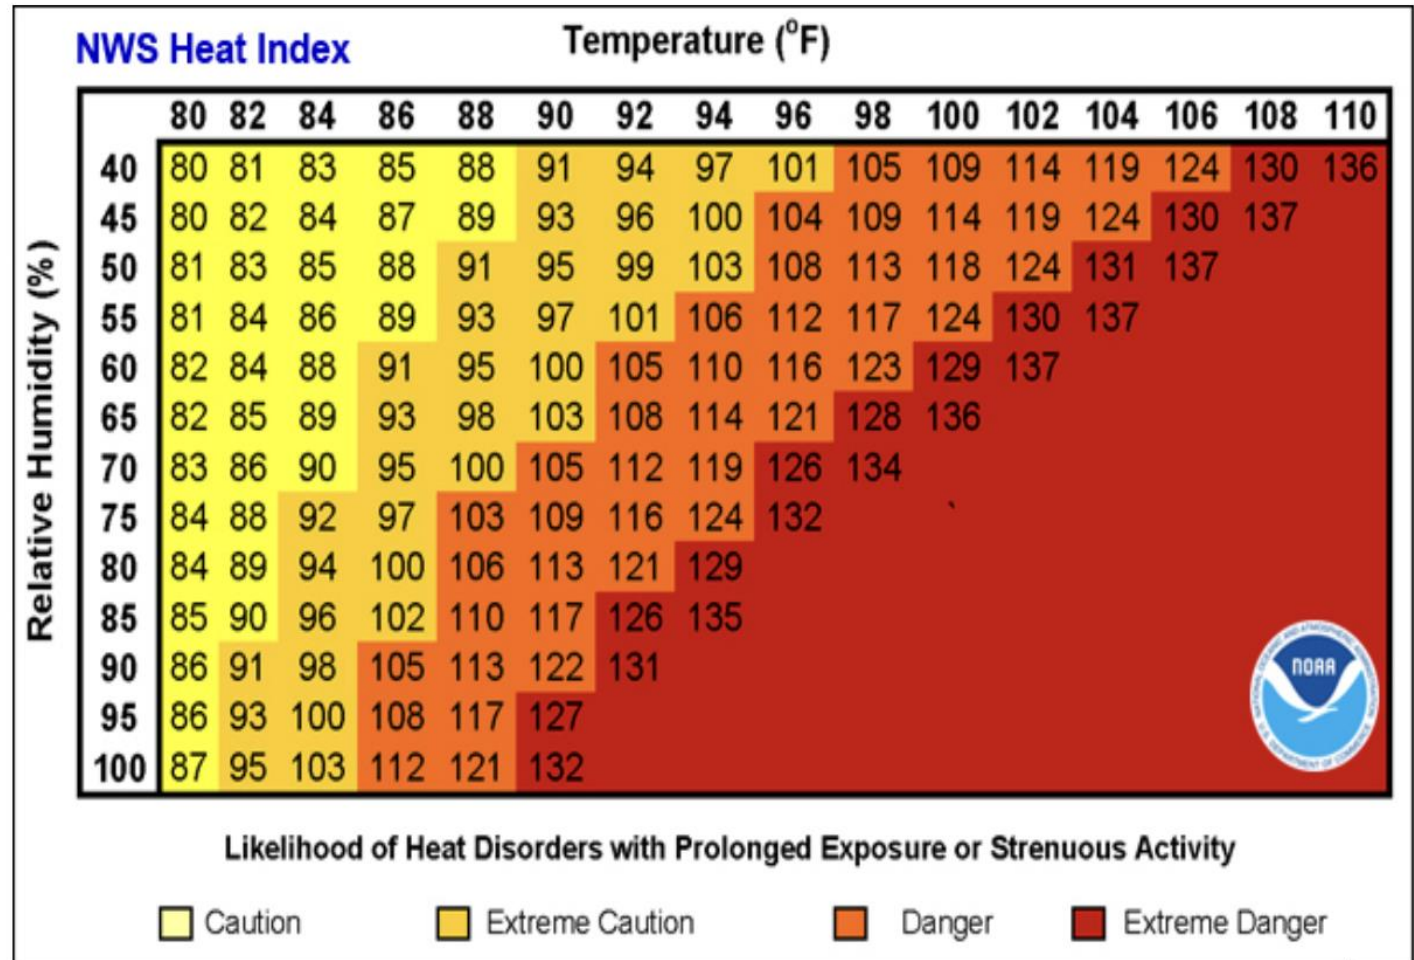 NWS Heat Index
Temperature (°F)
80 82 84 86 88 90 92 94 96 98 100 102 104 106 108 110
Relative Humidity (%)
40 80 81 83 85 88 91 94 97 101 105 109 114 119 124 130 136
45 80 82 84 87 89 93 96 100 104 109 114 119 124 130 137
50 81 83 85 88 91 95 99 103 108 113 118 124 131 137
55 81 84 86 89 93 97 101 106 112 117 124 130 137
60 82 84 88 91 95 100 105 110 116 123 129 137
65 82 85 89 93 98 103 108 114 121 128 136
70 83 86 90 95 100 105 112 119 126 134
75 84 88 92 97 103 109 116 124 132
80 84 89 94 100 106 113 121 129
85 85 90 96 102 110 117 126 135
90 86 91 98 105 113 122 131
95 86 93 100 108 117 127
100 87 95 103 112 121 132
NOAA
NATIONAL OCEANIC AND ATMOSPHERIC ADMINISTRATION
U.S. DEPARTMENT OF COMMERCE
Likelihood of Heat Disorders with Prolonged Exposure or Strenuous Activity
Caution Extreme Caution Danger Extreme Danger